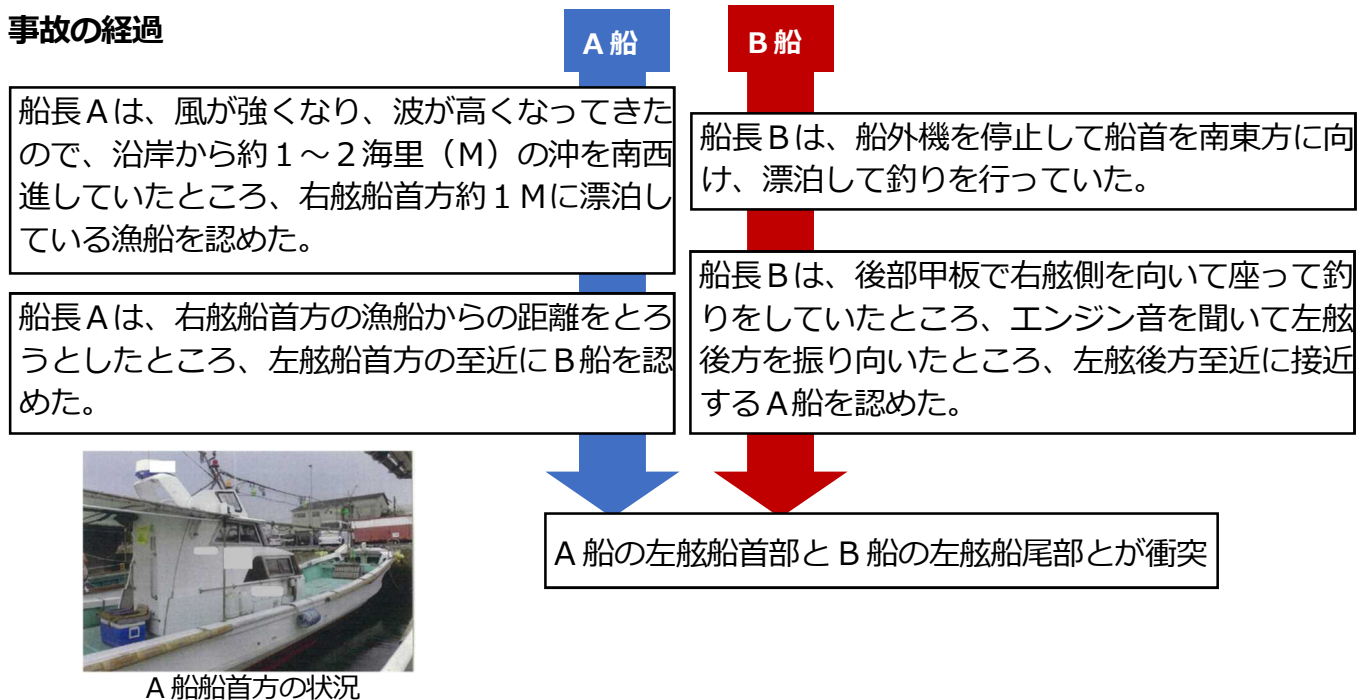 事故の経過
A船
B船
船長Aは、風が強くなり、波が高くなってきた
ので、沿岸から約１～２海里（M）の沖を南西
進していたところ、右舷船首方約１Mに漂泊し
ている漁船を認めた。
船長Aは、右舷船首方の漁船からの距離をとろ
うとしたところ、左舷船首方の至近にB船を認
めた。
船長Bは、船外機を停止して船首を南東方に向
け、漂泊して釣りを行っていた。
船長Bは、後部甲板で右舷側を向いて座って釣
りをしていたところ、エンジン音を聞いて左舷
後方を振り向いたところ、左舷後方至近に接近
するA船を認めた。
A船の左舷船首部とB船の左舷船尾部とが衝突
A船船首方の状況